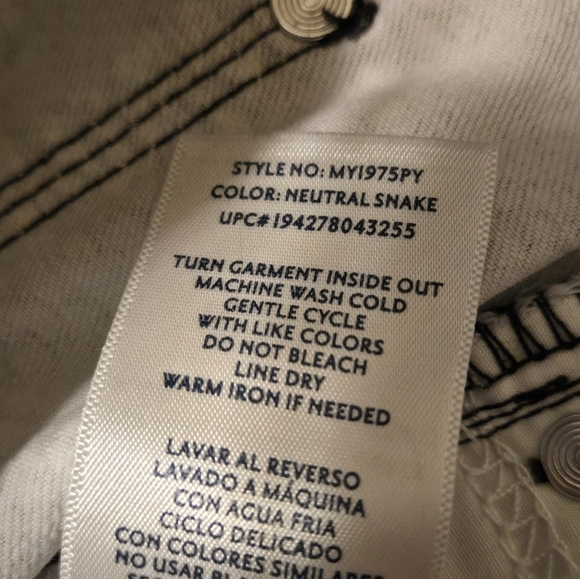 STYLE NO: MY1975PY
COLOR: NEUTRAL SNAKE
UPC# 194278043255
TURN GARMENT INSIDE OUT
MACHINE WASH COLD
GENTLE CYCLE
WITH LIKE COLORS
DO NOT BLEACH
LINE DRY
WARM IRON IF NEEDED
LAVAR AL REVERSO
LAVADO A MÁQUINA
CON AGUA FRIA
CICLO DELICADO
CON COLORES SIMILARES
NO USAR